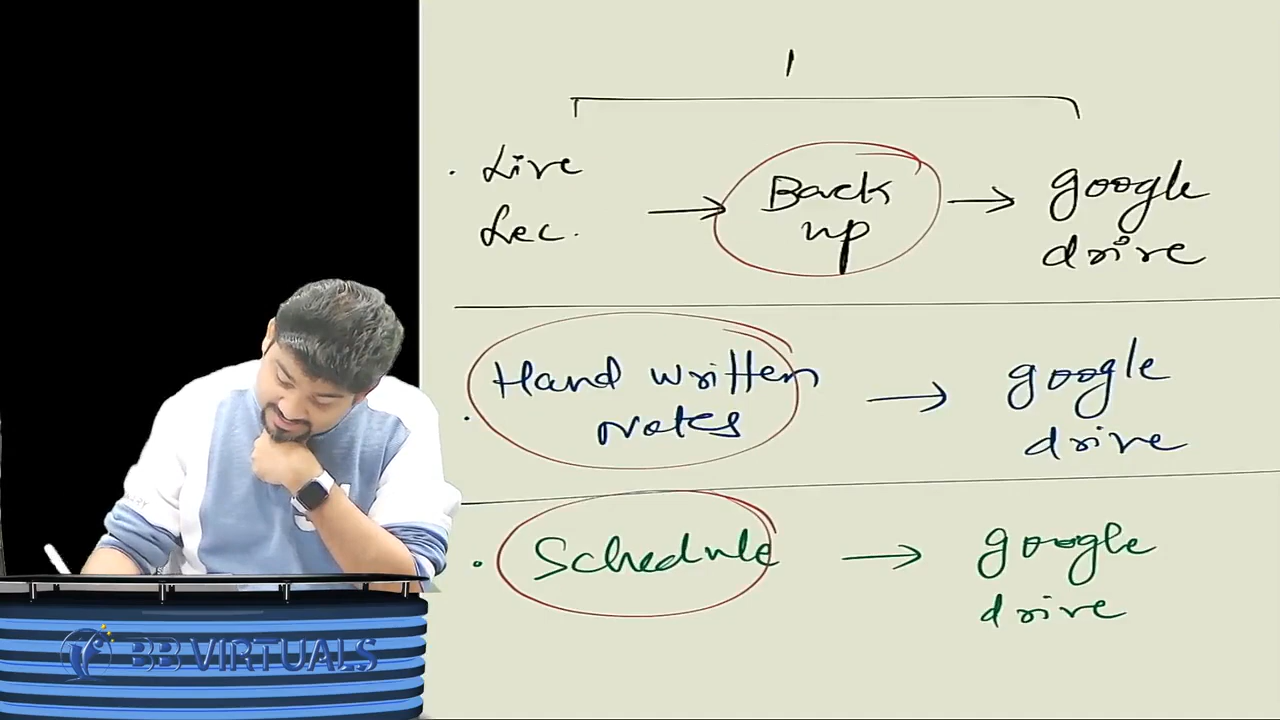 1
. Live
Lec.
→ Back
up
→ google
drive
. Hand written
notes
→ google
drive
. Schedule
→ google
drive
BB VIRTUALS